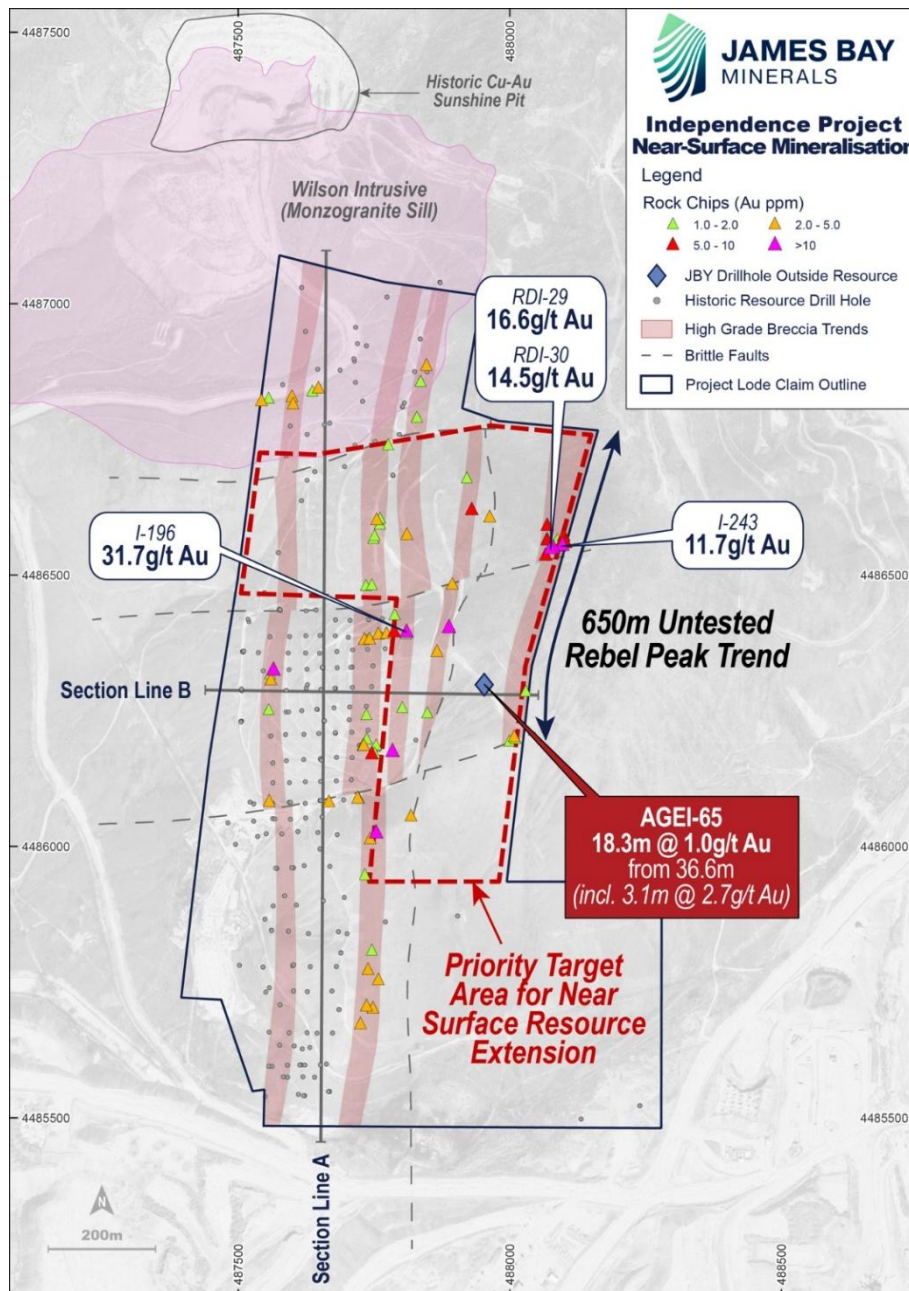 4487500
487500
488000
JAMES BAY
MINERALS
Independence Project
Near-Surface Mineralisation
Legend
Rock Chips (Au ppm)
1.0 - 2.0
2.0 - 5.0
5.0 - 10
>10
JBY Drillhole Outside Resource
Historic Resource Drill Hole
High Grade Breccia Trends
Brittle Faults
Project Lode Claim Outline
Historic Cu-Au
Sunshine Pit
Wilson Intrusive
(Monzogranite Sill)
4487000
RDI-29
16.6g/t Au
RDI-30
14.5g/t Au
I-196
31.7g/t Au
I-243
11.7g/t Au
4486500
4486500
650m Untested
Rebel Peak Trend
Section Line B
AGEI-65
18.3m @ 1.0g/t Au
from 36.6m
(incl. 3.1m @ 2.7g/t Au)
4486000
4486000
Priority Target
Area for Near
Surface Resource
Extension
4485500
4485500
Section Line A
N
200m
487500
488000